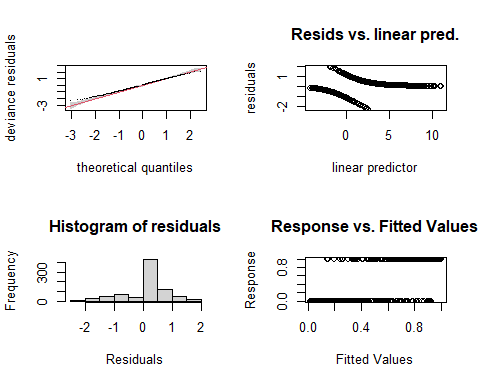 deviance residuals
1
-3
-3 -2 -1 0 1 2
theoretical quantiles
Resids vs. linear pred.
residuals
1
-2
0 5 10
linear predictor
Histogram of residuals
Frequency
300
0
-2 -1 0 1 2
Residuals
Response vs. Fitted Values
Response
0.8
0.0
0.0 0.4 0.8
Fitted Values